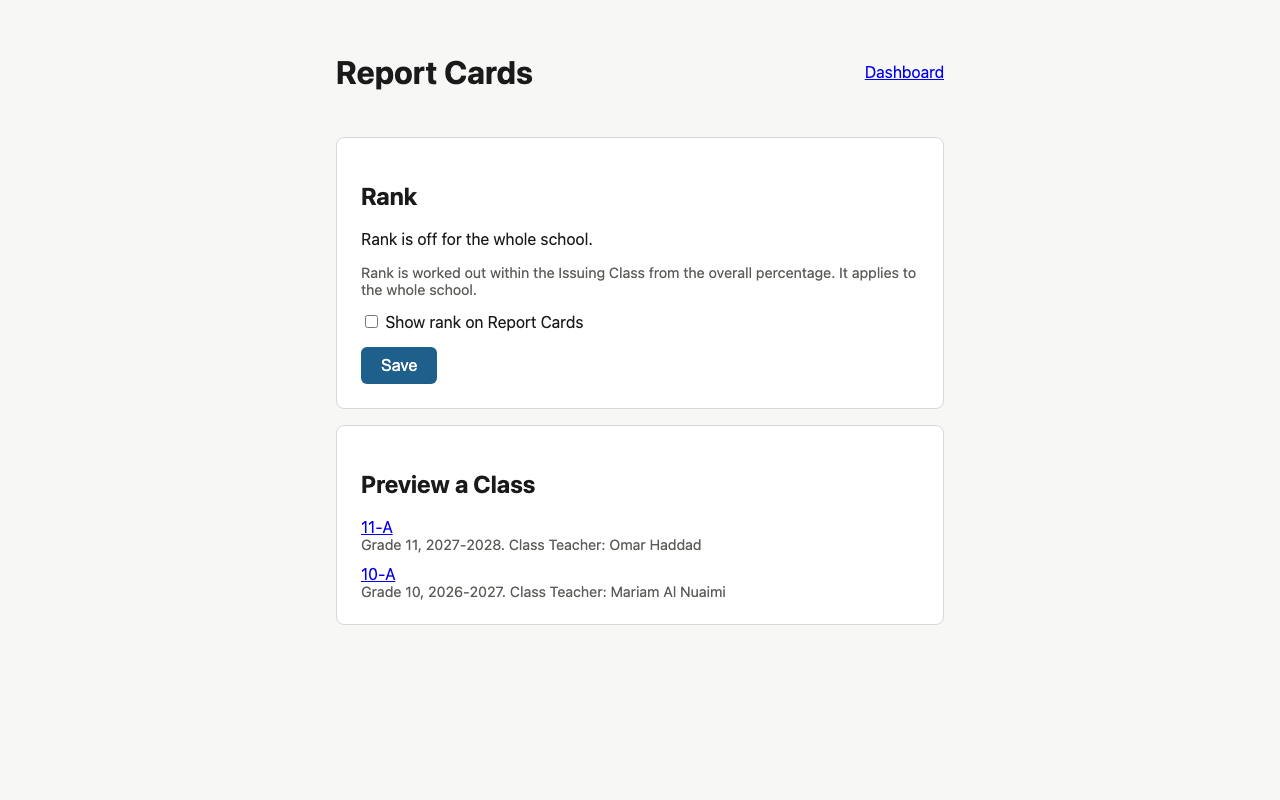 Report Cards
Dashboard
Rank
Rank is off for the whole school.
Rank is worked out within the Issuing Class from the overall percentage. It applies to
the whole school.
Show rank on Report Cards
Save
Preview a Class
11-A
Grade 11, 2027-2028. Class Teacher: Omar Haddad
10-A
Grade 10, 2026-2027. Class Teacher: Mariam Al Nuaimi